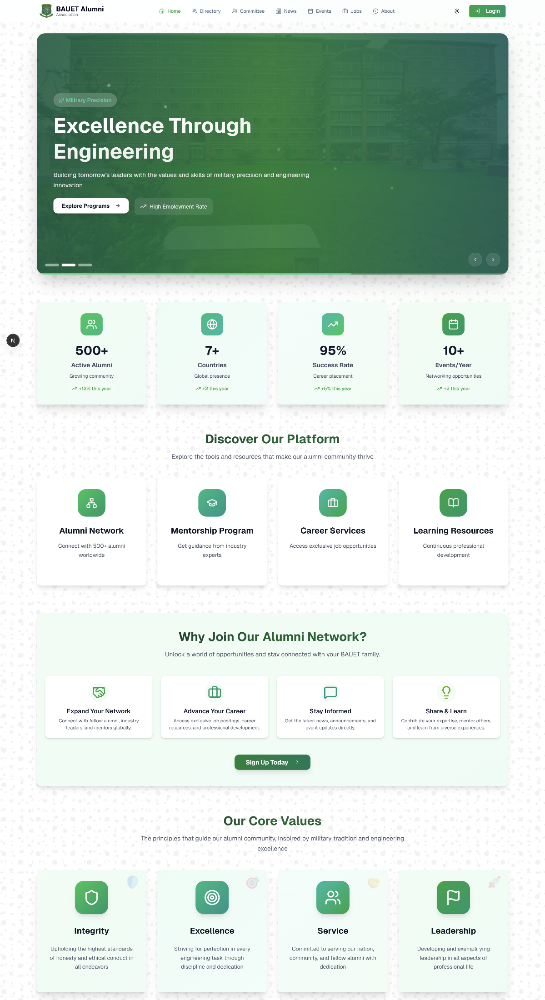 BAUET Alumni
Association
Home
Directory
Committee
News
Events
Jobs
About
Login
Military Precision
Excellence Through
Engineering
Building tomorrow's leaders with the values and skills of military precision and engineering
innovation
Explore Programs
High Employment Rate
N
500+
Active Alumni
Growing community
+12% this year
7+
Countries
Global presence
+2 this year
95%
Success Rate
Career placement
+5% this year
10+
Events/Year
Networking opportunities
+2 this year
Discover Our Platform
Explore the tools and resources that make our alumni community thrive
Alumni Network
Connect with 500+ alumni
worldwide
Mentorship Program
Get guidance from industry
experts
Career Services
Access exclusive job opportunities
Learning Resources
Continuous professional
development
Why Join Our Alumni Network?
Unlock a world of opportunities and stay connected with your BAUET family.
Expand Your Network
Connect with fellow alumni, industry
leaders, and mentors globally.
Advance Your Career
Access exclusive job postings, career
resources, and professional development.
Stay Informed
Get the latest news, announcements, and
event updates directly.
Share & Learn
Contribute your expertise, mentor others,
and learn from diverse experiences.
Sign Up Today
Our Core Values
The principles that guide our alumni community, inspired by military tradition and engineering
excellence
Integrity
Upholding the highest standards
of honesty and ethical conduct in
all endeavors
Excellence
Striving for perfection in every
engineering task through
discipline and dedication
Service
Committed to serving our nation,
community, and fellow alumni with
dedication
Leadership
Developing and exemplifying
leadership in all aspects of
professional life